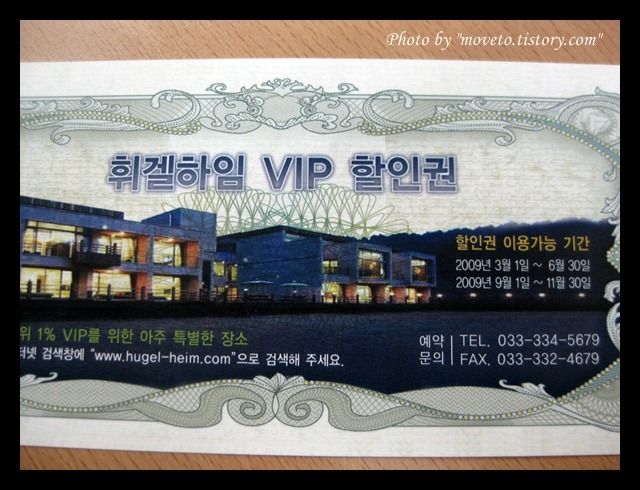 Photo by "moveto.tistory.com"
휘겔하임 VIP 할인권
할인권 이용가능 기간
2009년 3월 1일 ~ 6월 30일
2009년 9월 1일 ~ 11월 30일
위 1% VIP를 위한 아주 특별한 장소
터넷 검색창에 "www.hugel-heim.com"으로 검색해 주세요.
예약 TEL. 033-334-5679
문의 FAX. 033-332-4679